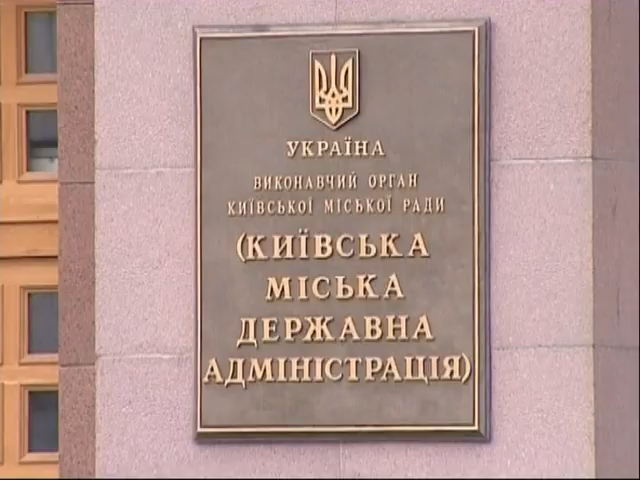 УКРАЇНА
ВИКОНАВЧИЙ ОРГАН
КИЇВСЬКОЇ МІСЬКОЇ РАДИ
(КИЇВСЬКА
МІСЬКА
ДЕРЖАВНА
АДМІНІСТРАЦІЯ)